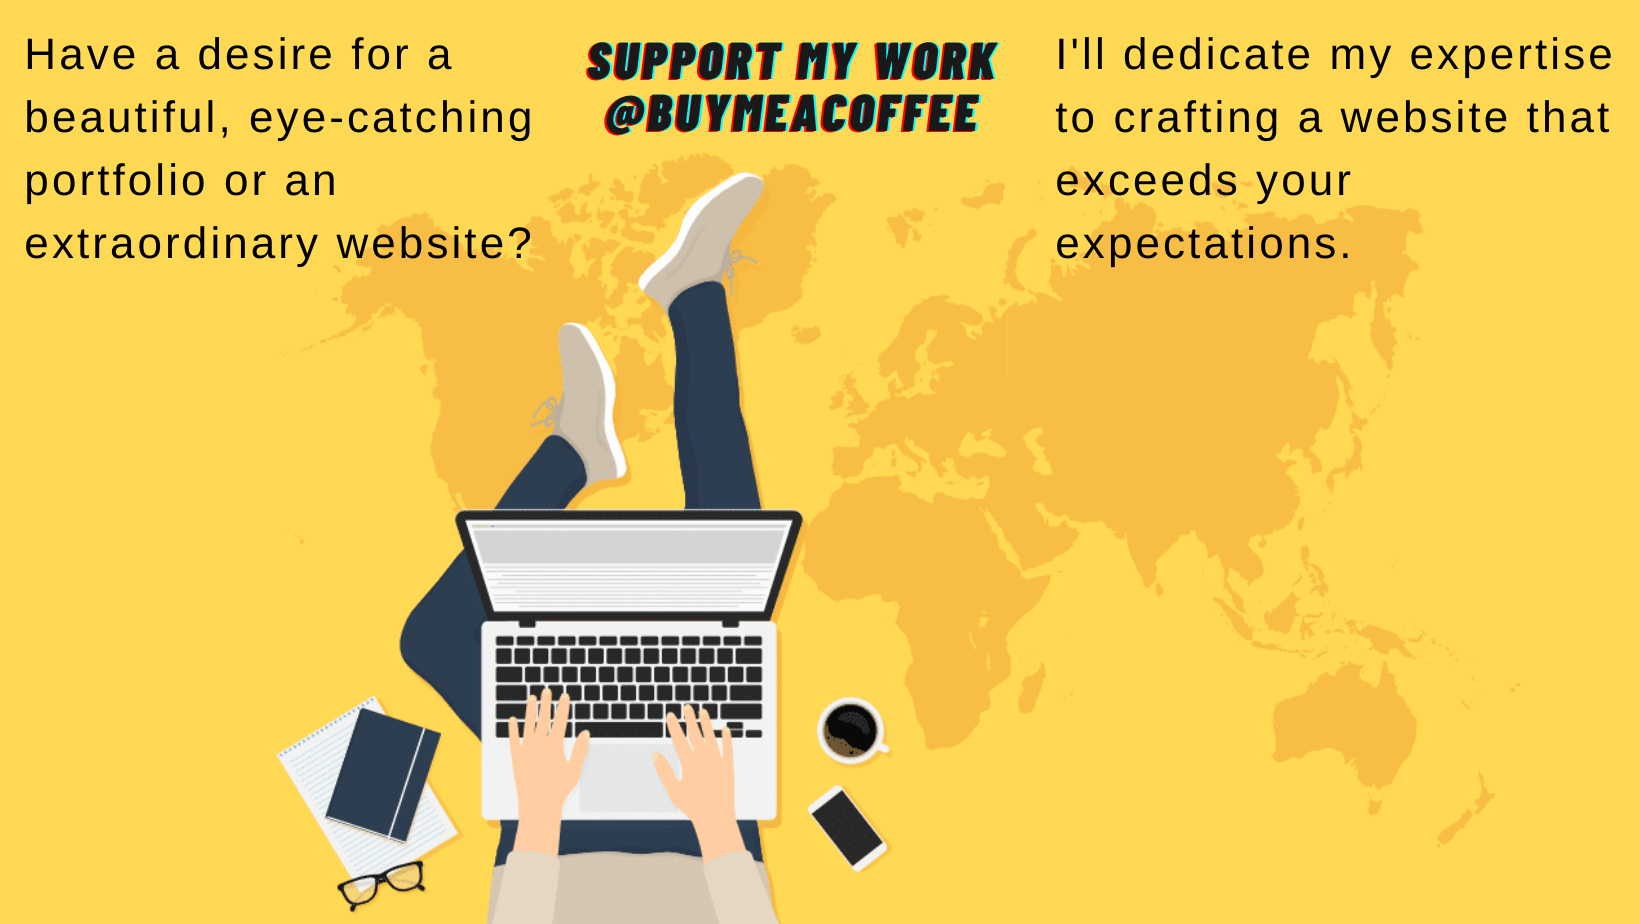 Have a desire for a
beautiful, eye-catching
portfolio or an
extraordinary website?
SUPPORT MY WORK
@BUYMEACOFFEE
I'll dedicate my expertise
to crafting a website that
exceeds your
expectations.